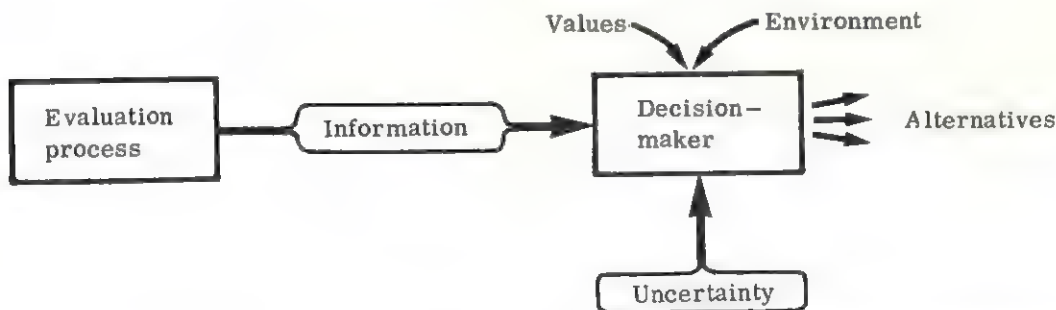 Values
Environment
Evaluation
process
Information
Decision-
maker
Alternatives
Uncertainty